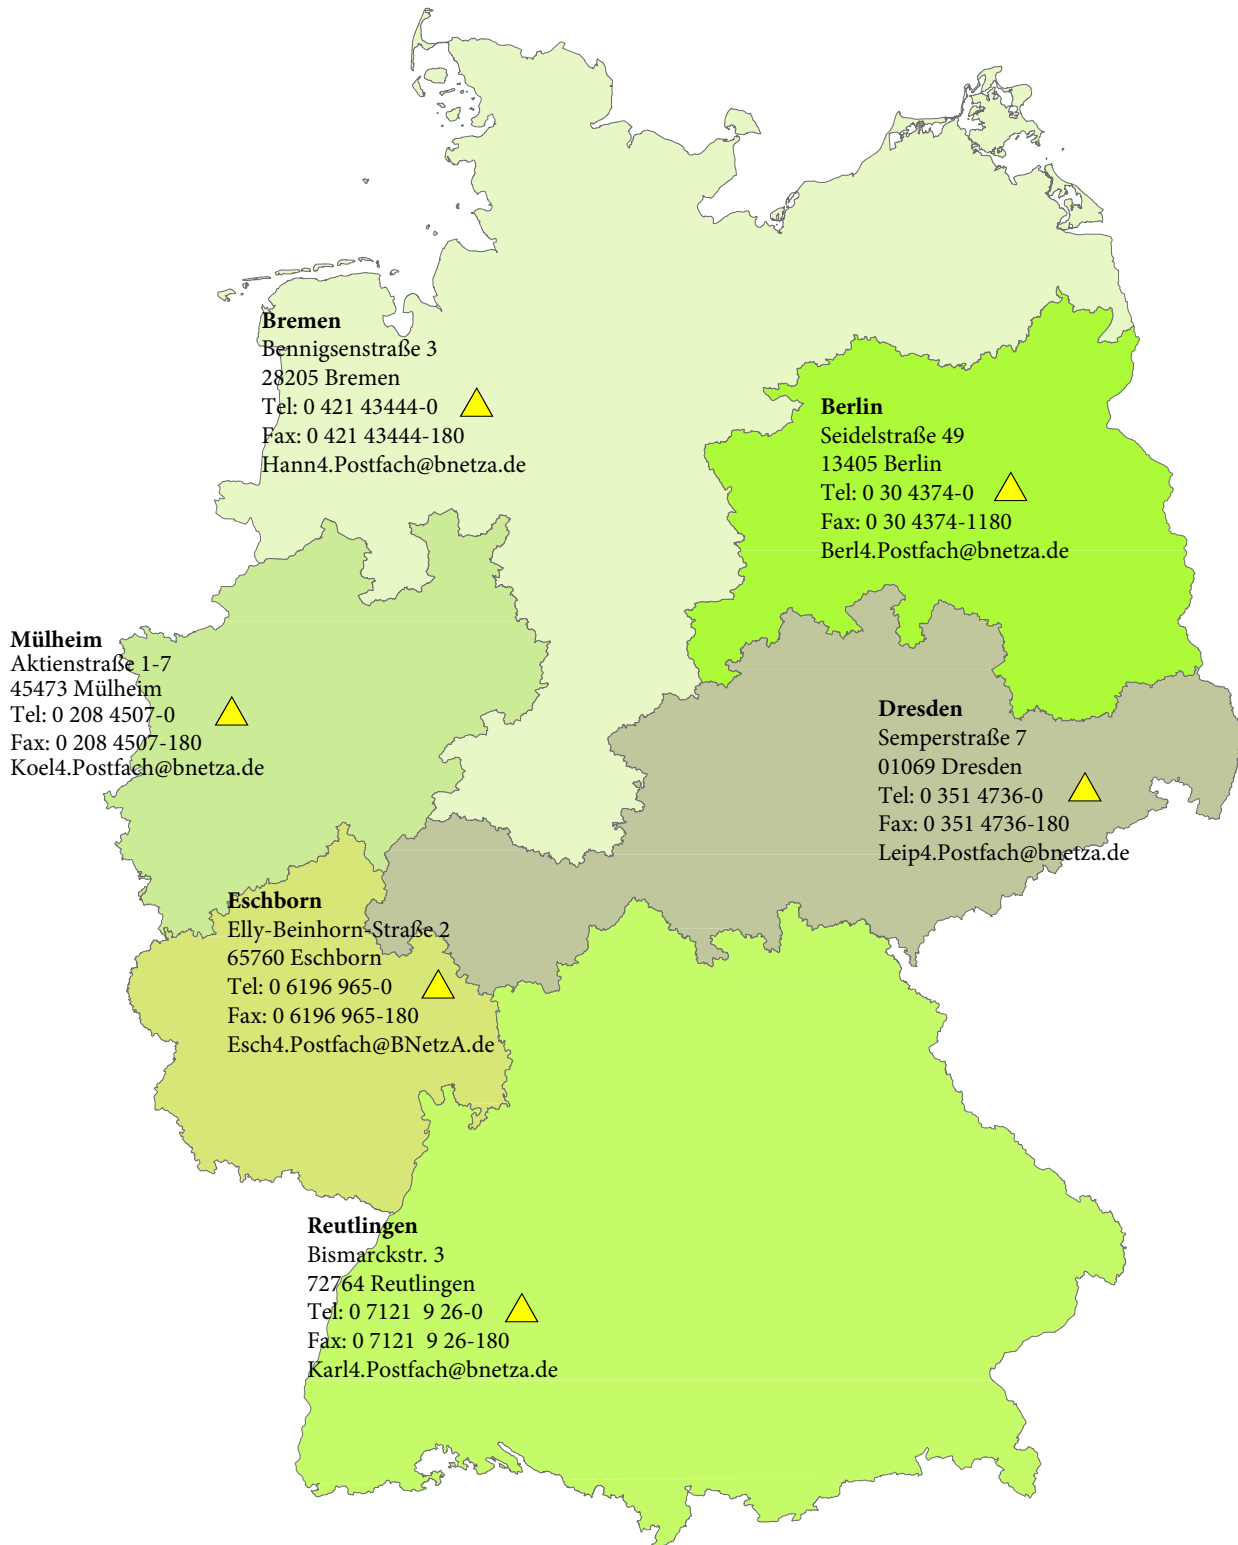 Bremen
Bennigsenstraße 3
28205 Bremen
Tel: 0 421 43444-0
Fax: 0 421 43444-180
Hann4.Postfach@bnetza.de
Berlin
Seidelstraße 49
13405 Berlin
Tel: 0 30 4374-0
Fax: 0 30 4374-1180
Berl4.Postfach@bnetza.de
Mülheim
Aktienstraße 1-7
45473 Mülheim
Tel: 0 208 4507-0
Fax: 0 208 4507-180
Koel4.Postfach@bnetza.de
Dresden
Semperstraße 7
01069 Dresden
Tel: 0 351 4736-0
Fax: 0 351 4736-180
Leip4.Postfach@bnetza.de
Eschborn
Elly-Beinhorn-Straße 2
65760 Eschborn
Tel: 0 6196 965-0
Fax: 0 6196 965-180
Esch4.Postfach@BNetzA.de
Reutlingen
Bismarckstr. 3
72764 Reutlingen
Tel: 0 7121  9 26-0
Fax: 0 7121  9 26-180
Karl4.Postfach@bnetza.de